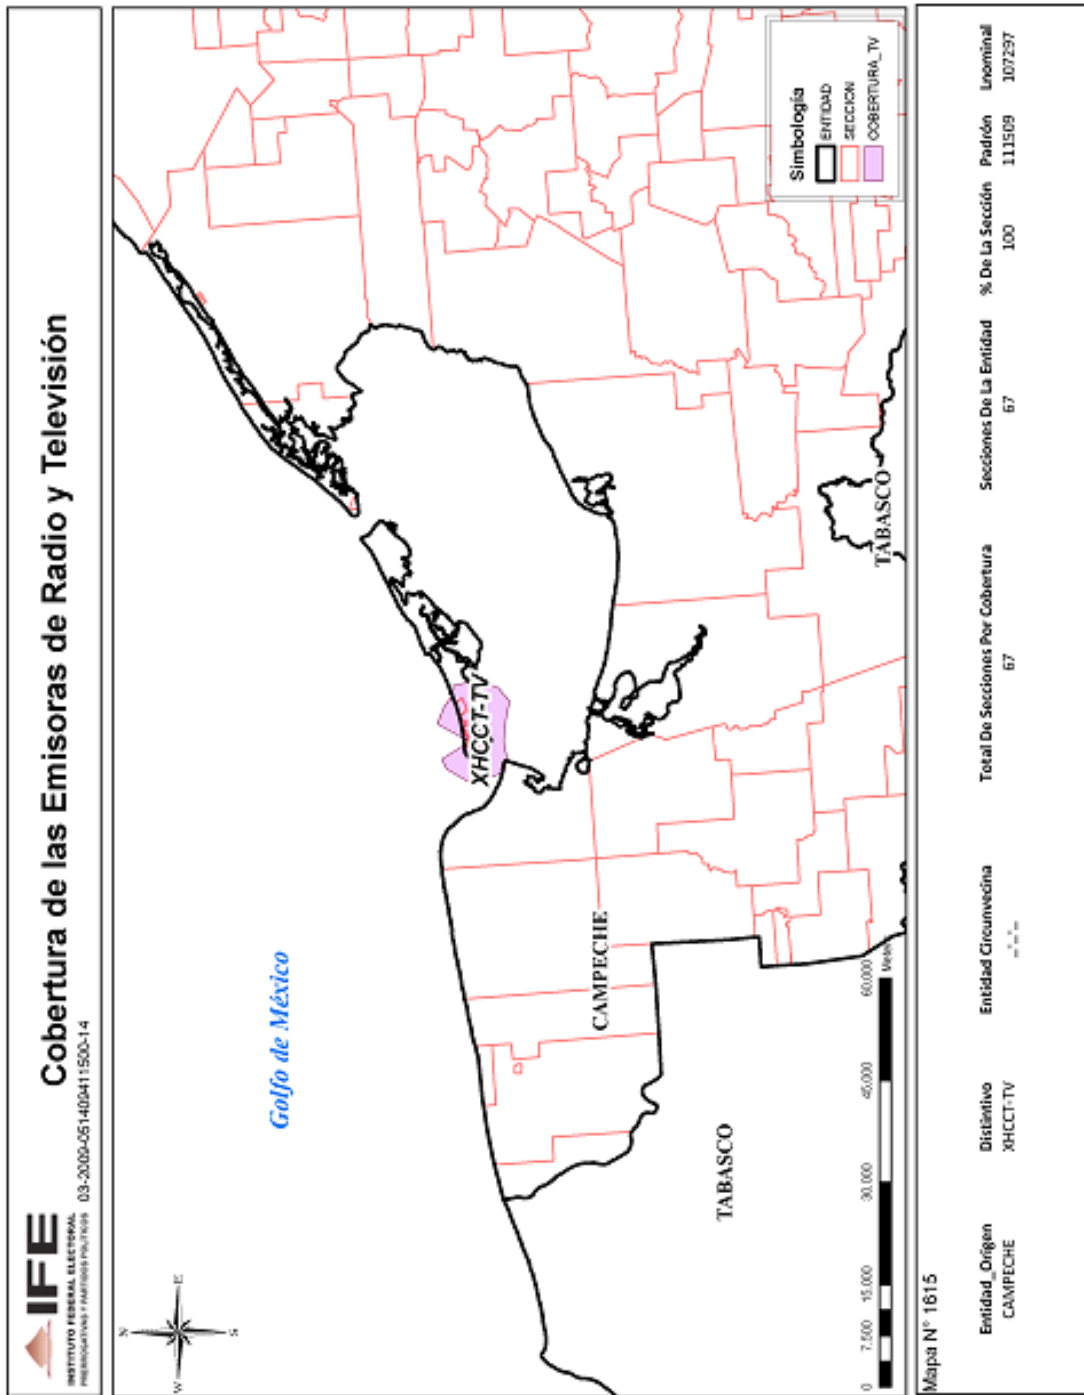 IFE
INSTITUTO FEDERAL ELECTORAL
PRERROGATIVAS Y PARTIDOS POLITICOS
03-2009-051409411500-14
Cobertura de las Emisoras de Radio y Televisión
N
W
E
S
Golfo de México
XHCCT-TV
CAMPECHE
TABASCO
TABASCO
Simbología
ENTIDAD
SECCION
COBERTURA_TV
0 7,500 15,000 30,000 45,000 60,000
Mapa N° 1615
Entidad_Origen Distintivo Entidad Circunvecina Total De Secciones Por Cobertura Secciones De La Entidad % De La Sección Padrón Lnominal
CAMPECHE XHCCT-TV _._._ 67 67 100 111509 107297